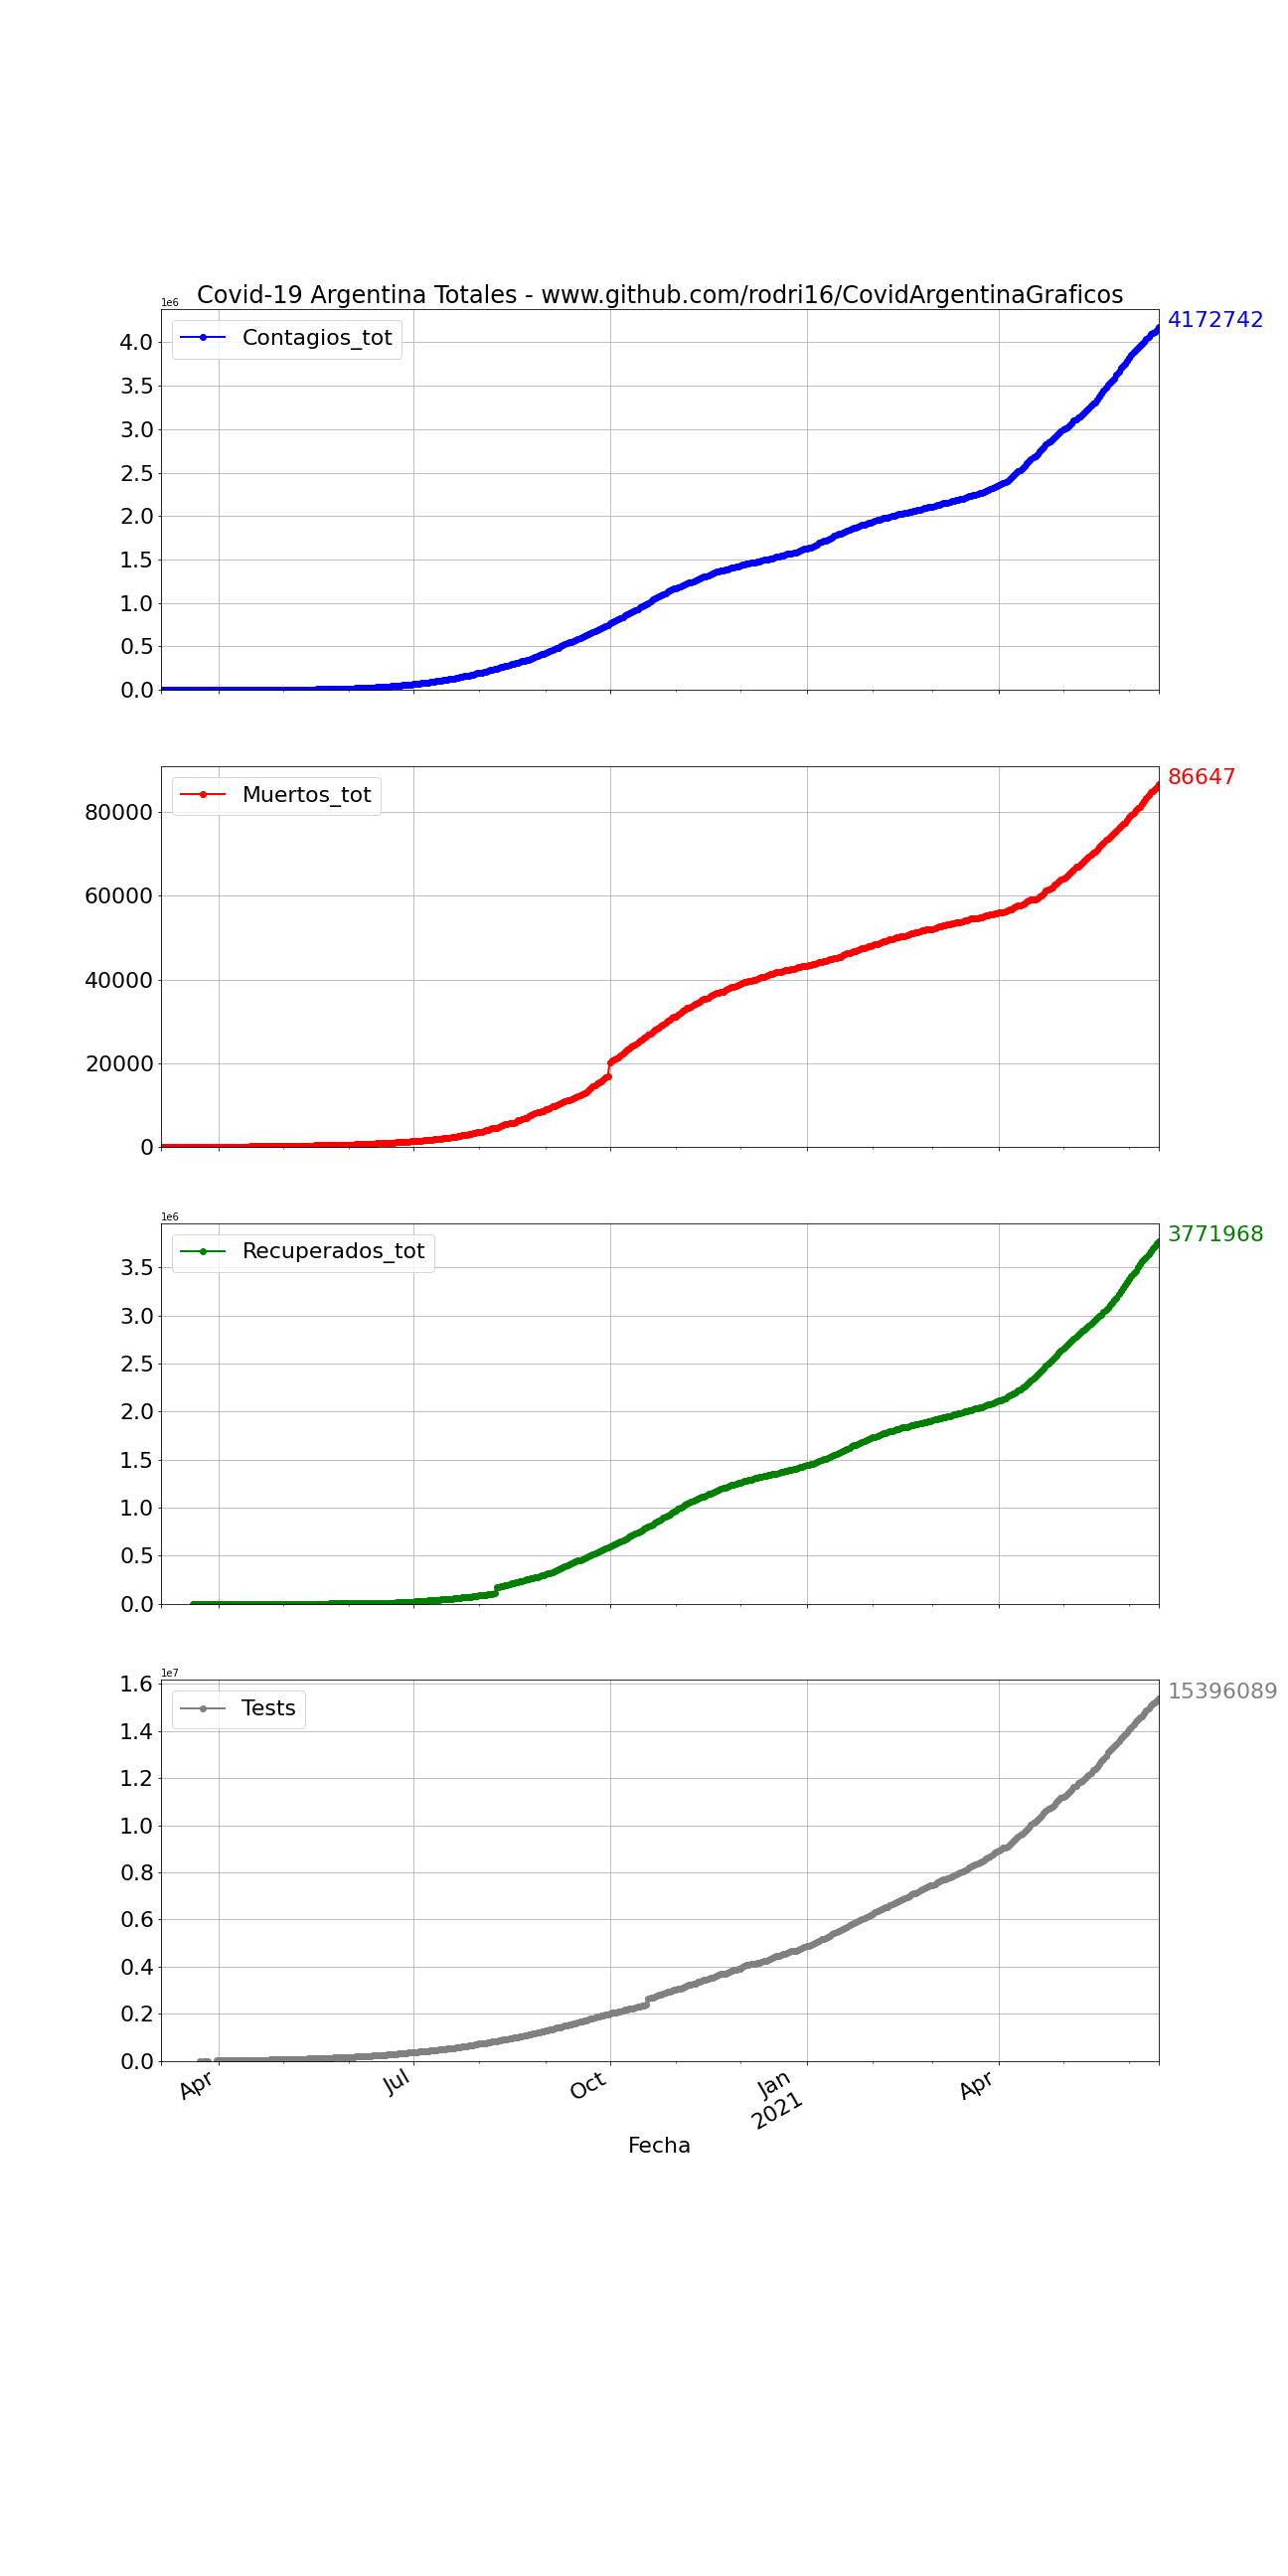 Covid-19 Argentina Totales - www.github.com/rodri16/CovidArgentinaGraficos
1e6
4172742
Contagios_tot
4.0
3.5
3.0
2.5
2.0
1.5
1.0
0.5
0.0
86647
Muertos_tot
80000
60000
40000
20000
0
1e6
3771968
Recuperados_tot
3.5
3.0
2.5
2.0
1.5
1.0
0.5
0.0
1e7
1.6
15396089
Tests
1.4
1.2
1.0
0.8
0.6
0.4
0.2
0.0
Apr
Jul
Oct
Jan
2021
Apr
Fecha